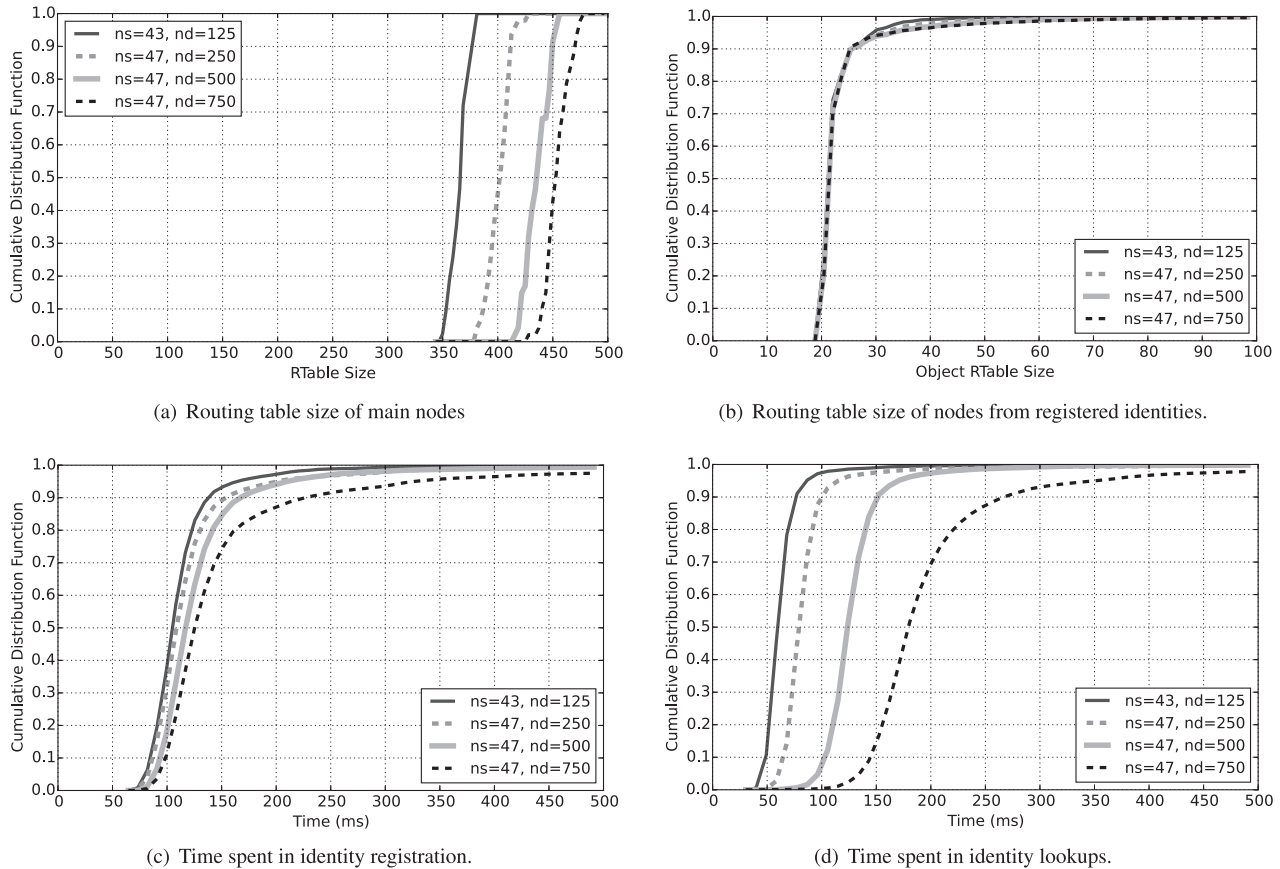 1.0
0.9
0.8
0.7
0.6
0.5
0.4
0.3
0.2
0.1
0.0
Cumulative Distribution Function
ns=43, nd=125
ns=47, nd=250
ns=47, nd=500
ns=47, nd=750
0 50 100 150 200 250 300 350 400 450 500
RTable Size
(a) Routing table size of main nodes
1.0
0.9
0.8
0.7
0.6
0.5
0.4
0.3
0.2
0.1
0.0
Cumulative Distribution Function
ns=43, nd=125
ns=47, nd=250
ns=47, nd=500
ns=47, nd=750
0 10 20 30 40 50 60 70 80 90 100
Object RTable Size
(b) Routing table size of nodes from registered identities.
1.0
0.9
0.8
0.7
0.6
0.5
0.4
0.3
0.2
0.1
0.0
Cumulative Distribution Function
ns=43, nd=125
ns=47, nd=250
ns=47, nd=500
ns=47, nd=750
0 50 100 150 200 250 300 350 400 450 500
Time (ms)
(c) Time spent in identity registration.
1.0
0.9
0.8
0.7
0.6
0.5
0.4
0.3
0.2
0.1
0.0
Cumulative Distribution Function
ns=43, nd=125
ns=47, nd=250
ns=47, nd=500
ns=47, nd=750
0 50 100 150 200 250 300 350 400 450 500
Time (ms)
(d) Time spent in identity lookups.